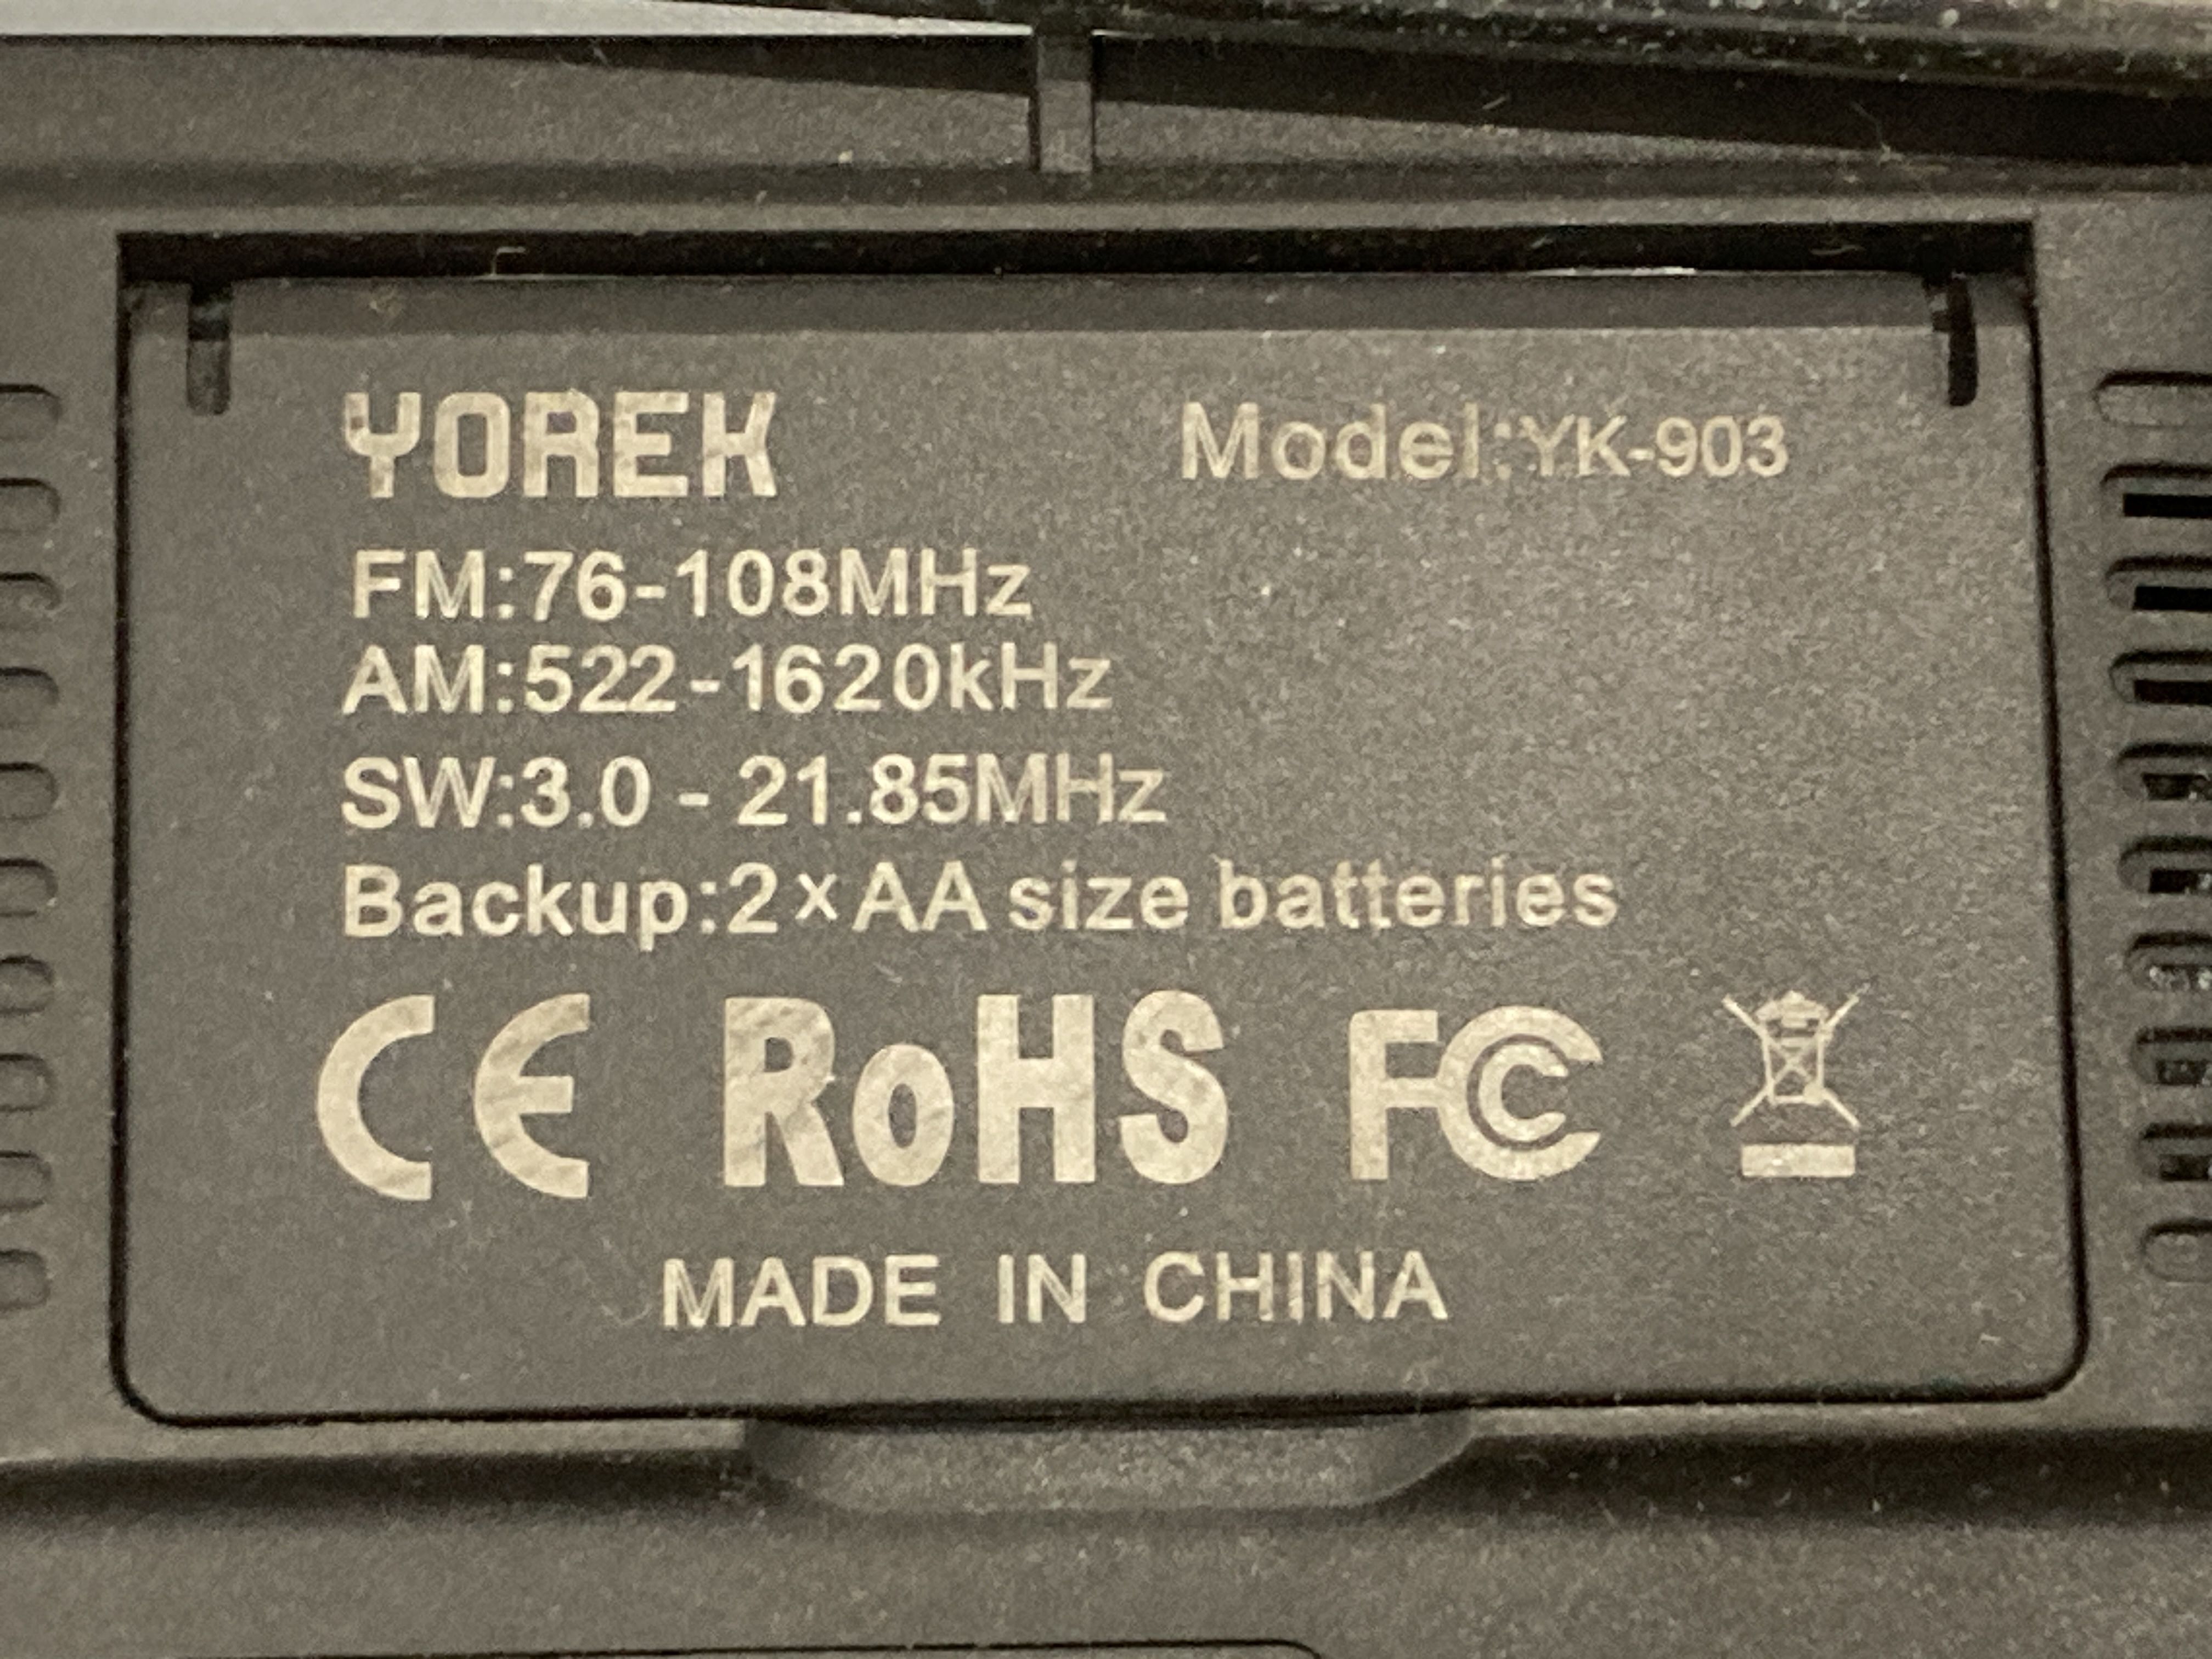 YOREK Model:YK-903
FM:76-108MHz
AM:522-1620kHz
SW:3.0 - 21.85MHz
Backup:2×AA size batteries
CE RoHS FC
MADE IN CHINA